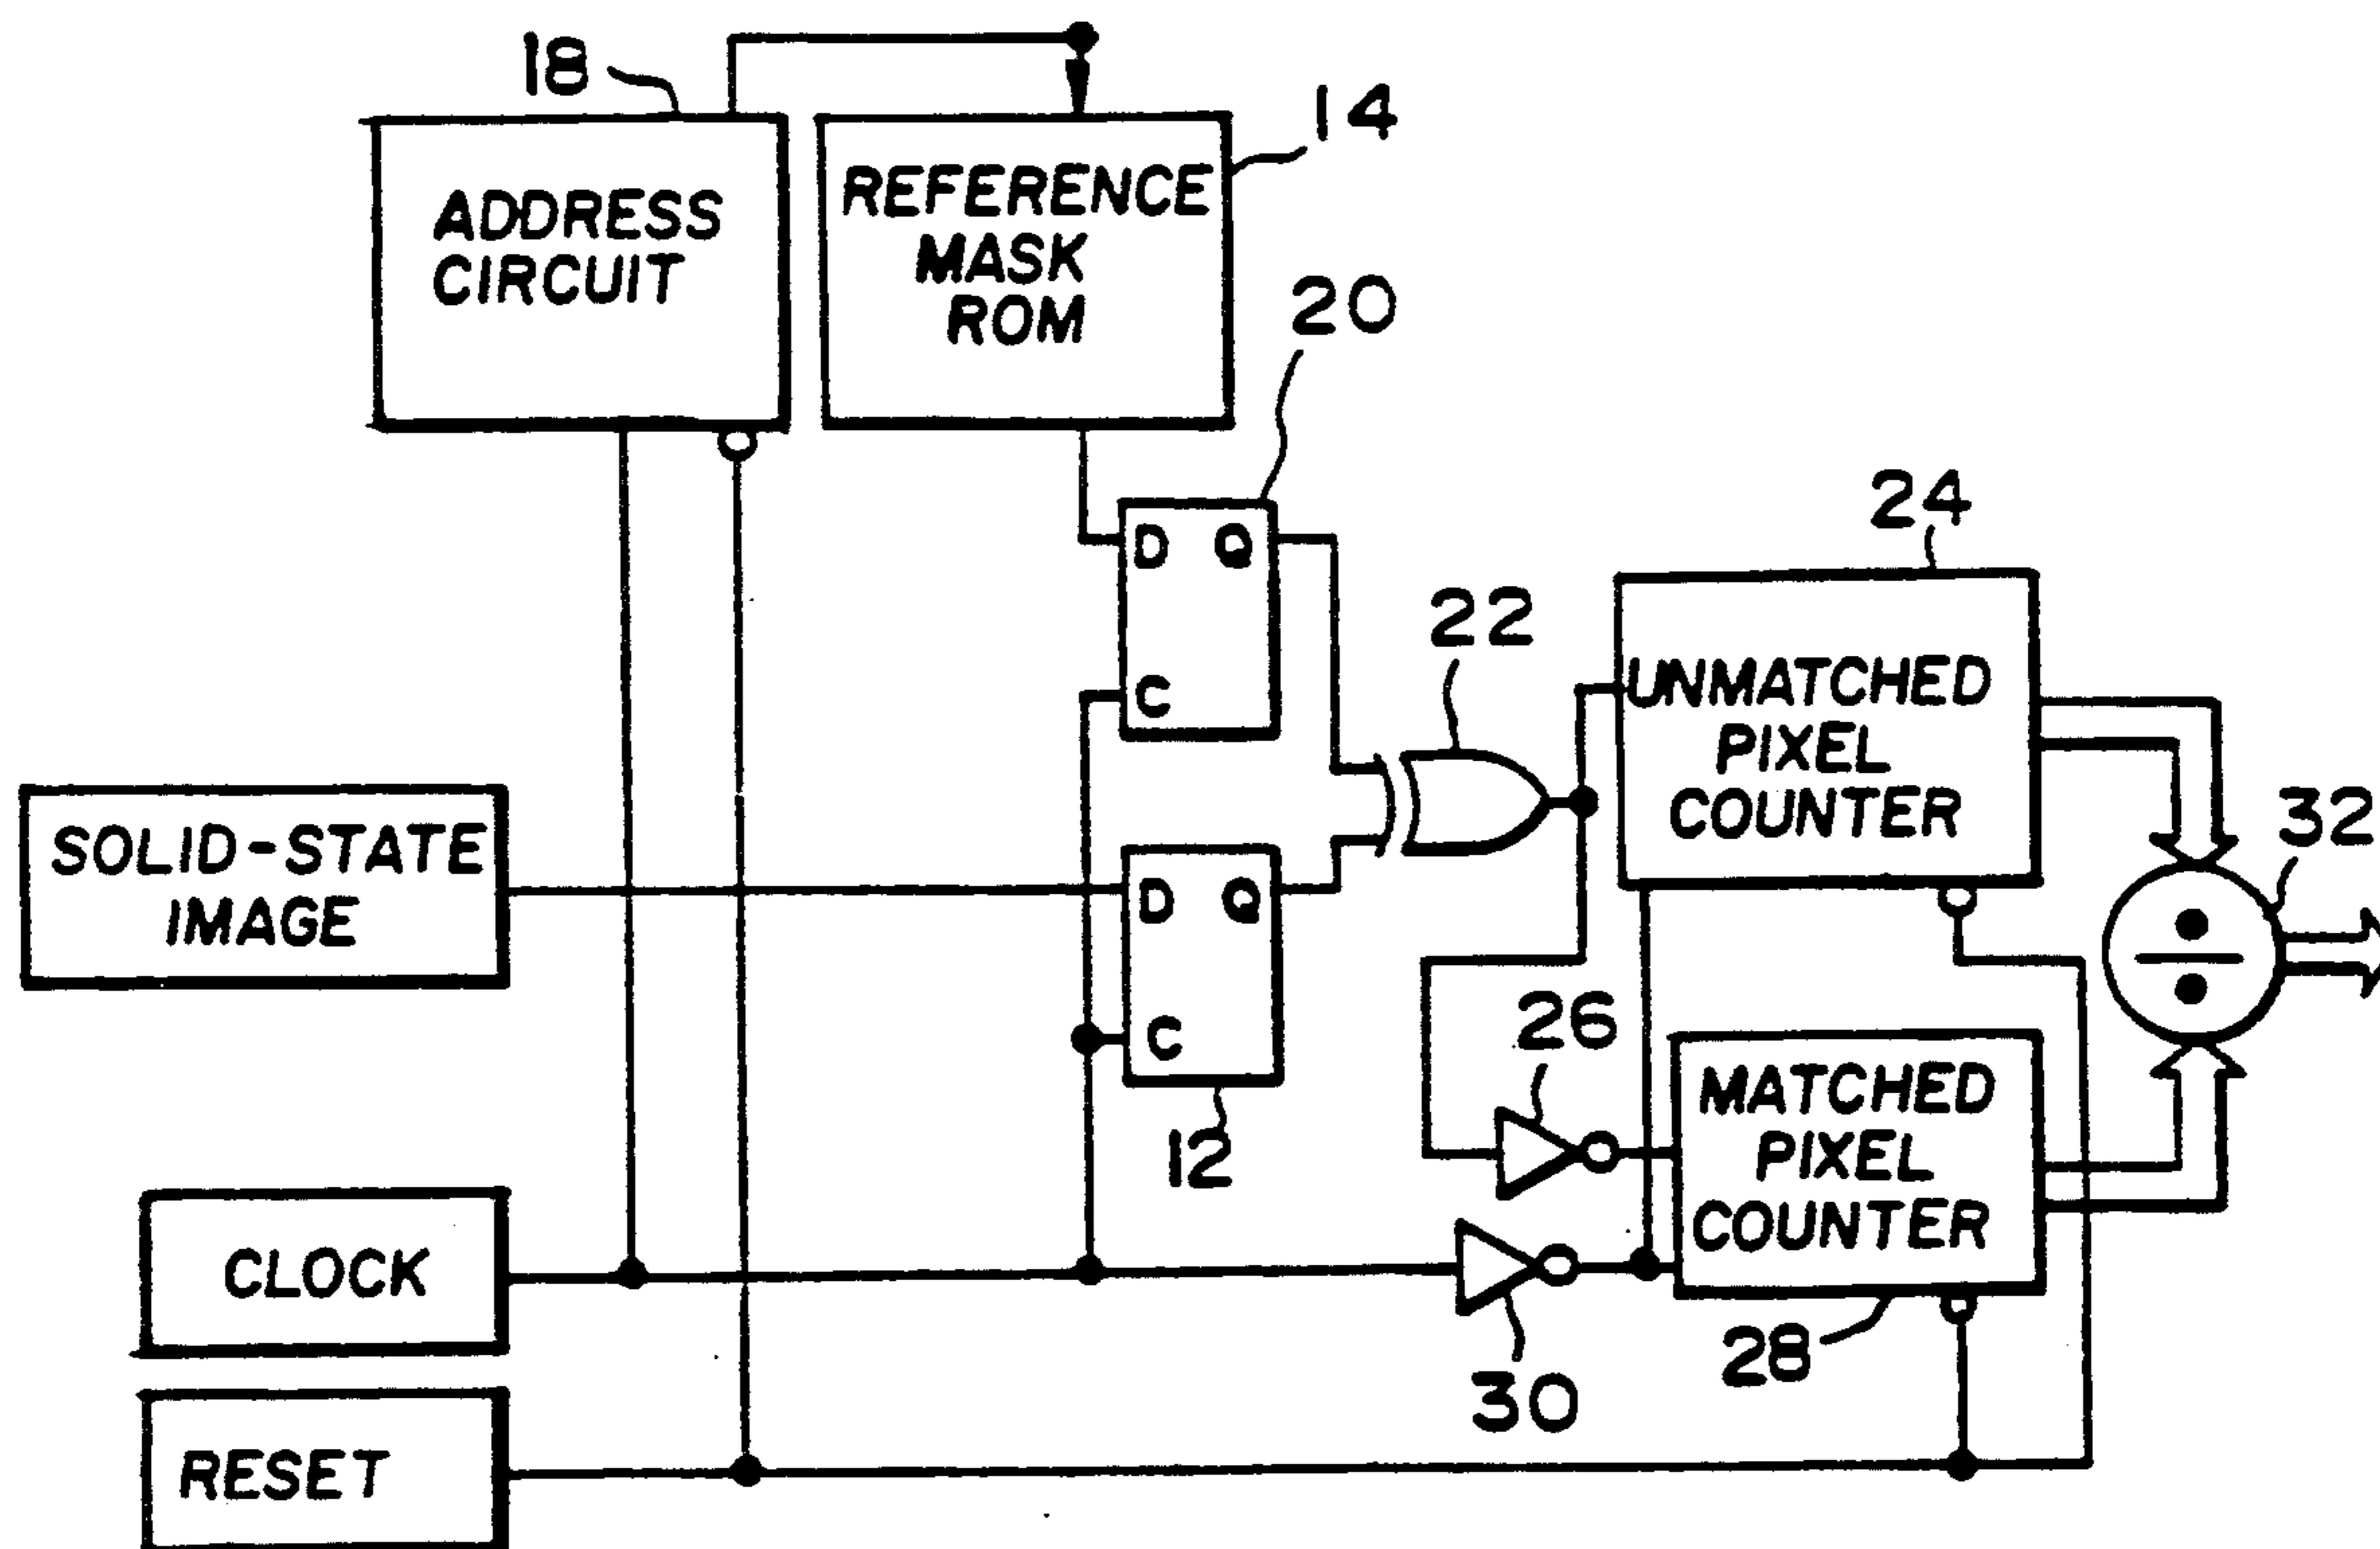 18
14
ADDRESS
CIRCUIT
REFERENCE
MASK
ROM
20
D Q
C
22
24
UNMATCHED
PIXEL
COUNTER
SOLID-STATE
IMAGE
D Q
C
12
32
÷
26
MATCHED
PIXEL
COUNTER
28
30
CLOCK
RESET